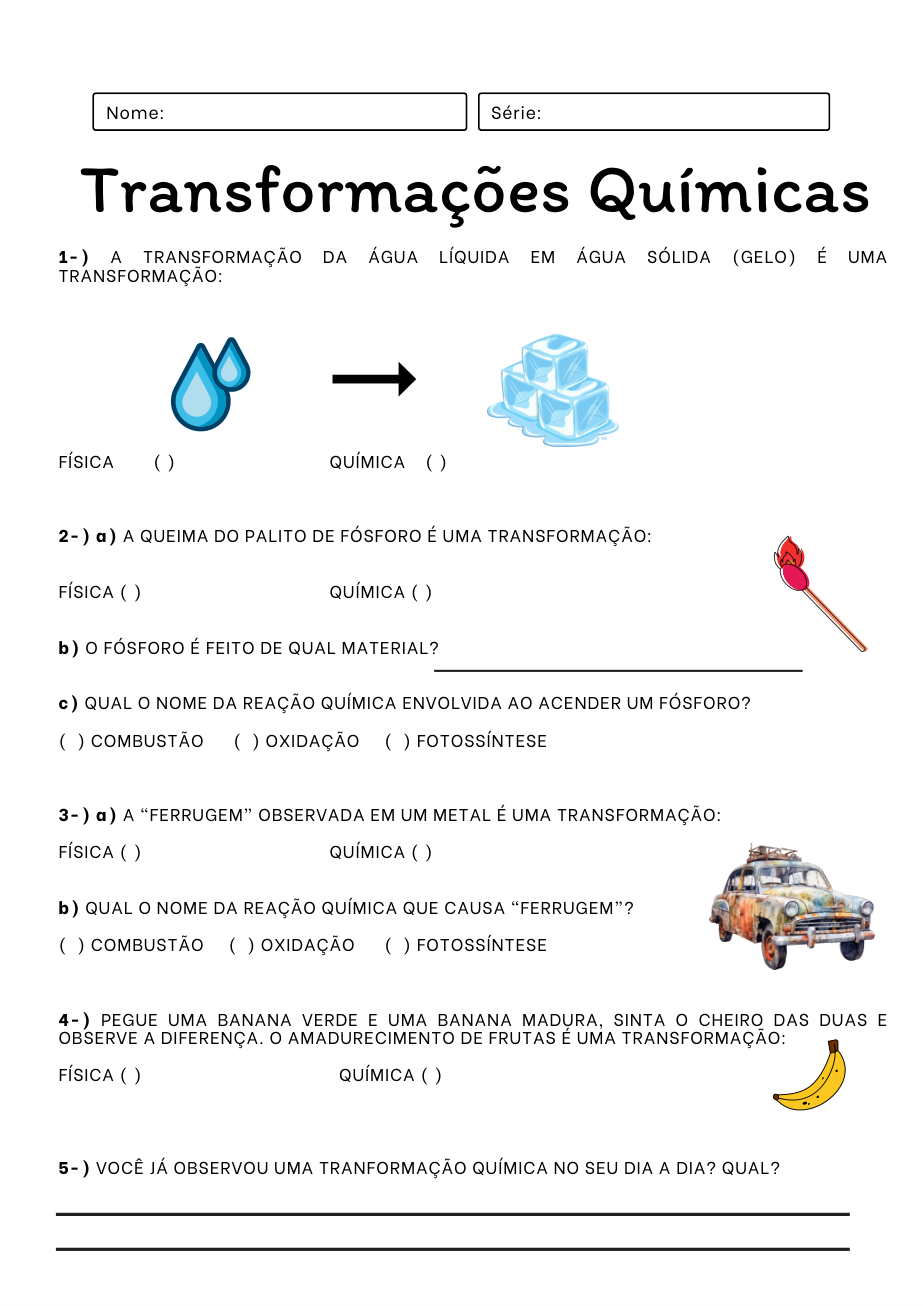 Nome:
Série:
Transformações Químicas
1-) A TRANSFORMAÇÃO DA ÁGUA LÍQUIDA EM ÁGUA SÓLIDA (GELO) É UMA
TRANSFORMAÇÃO:
FÍSICA ( ) QUÍMICA ( )
2-) a) A QUEIMA DO PALITO DE FÓSFORO É UMA TRANSFORMAÇÃO:
FÍSICA ( ) QUÍMICA ( )
b) O FÓSFORO É FEITO DE QUAL MATERIAL?
c) QUAL O NOME DA REAÇÃO QUÍMICA ENVOLVIDA AO ACENDER UM FÓSFORO?
( ) COMBUSTÃO ( ) OXIDAÇÃO ( ) FOTOSSÍNTESE
3-) a) A “FERRUGEM” OBSERVADA EM UM METAL É UMA TRANSFORMAÇÃO:
FÍSICA ( ) QUÍMICA ( )
b) QUAL O NOME DA REAÇÃO QUÍMICA QUE CAUSA “FERRUGEM”?
( ) COMBUSTÃO ( ) OXIDAÇÃO ( ) FOTOSSÍNTESE
4-) PEGUE UMA BANANA VERDE E UMA BANANA MADURA, SINTA O CHEIRO DAS DUAS E
OBSERVE A DIFERENÇA. O AMADURECIMENTO DE FRUTAS É UMA TRANSFORMAÇÃO:
FÍSICA ( ) QUÍMICA ( )
5-) VOCÊ JÁ OBSERVOU UMA TRANFORMAÇÃO QUÍMICA NO SEU DIA A DIA? QUAL?